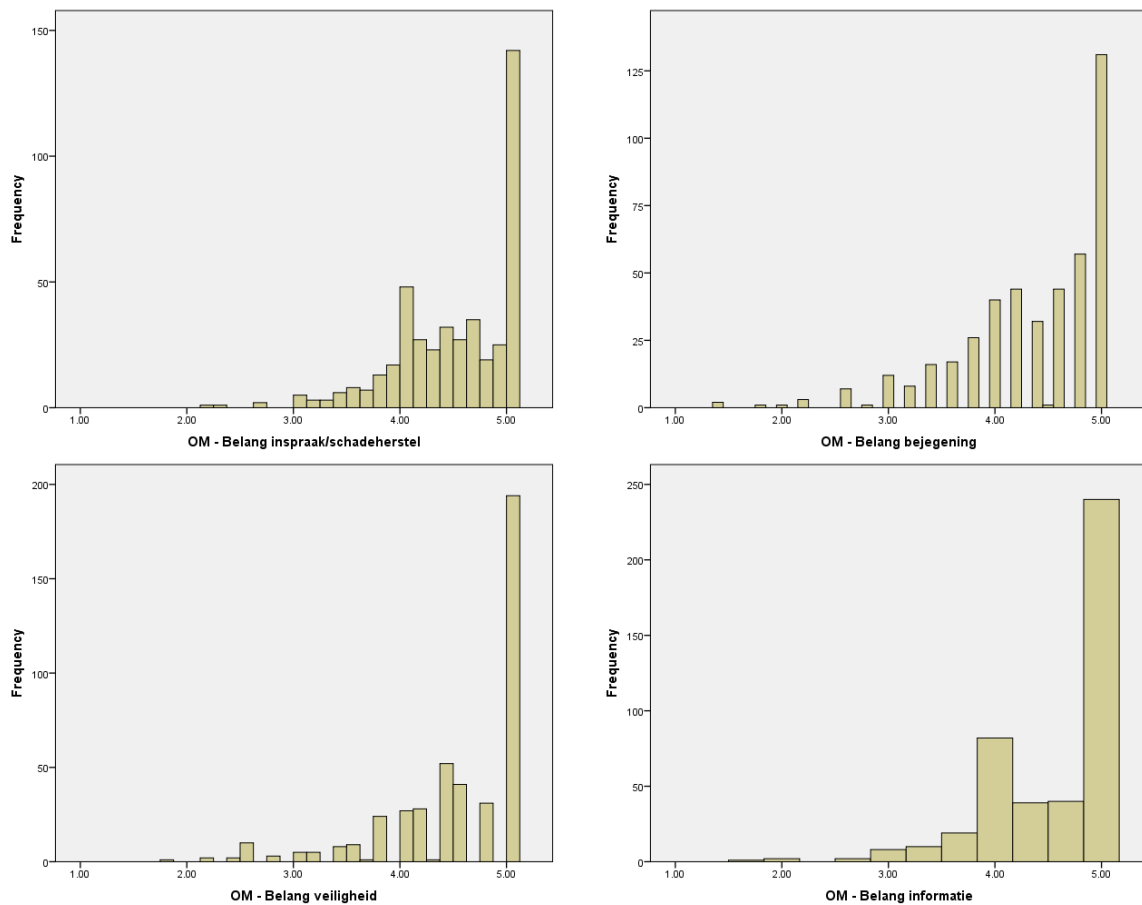 150
100
50
0
Frequency
1.00 2.00 3.00 4.00 5.00
OM - Belang inspraak/schadeherstel
125
100
75
50
25
0
Frequency
1.00 2.00 3.00 4.00 5.00
OM - Belang bejegening
200
150
100
50
0
Frequency
1.00 2.00 3.00 4.00 5.00
OM - Belang veiligheid
250
200
150
100
50
0
Frequency
1.00 2.00 3.00 4.00 5.00
OM - Belang informatie